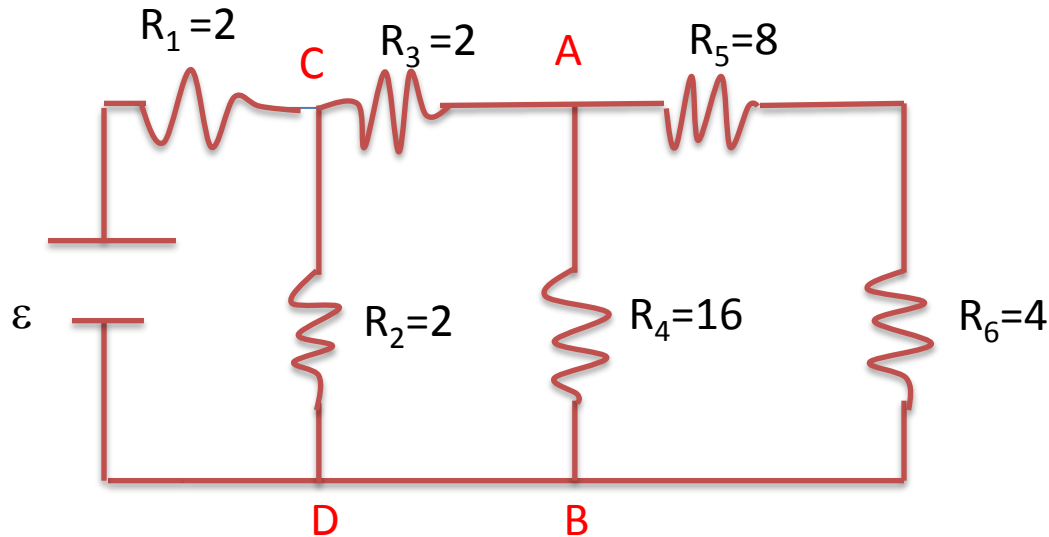 R₁ =2
C
R₃ =2
A
R₅=8
ε
R₂=2
R₄=16
R₆=4
D
B